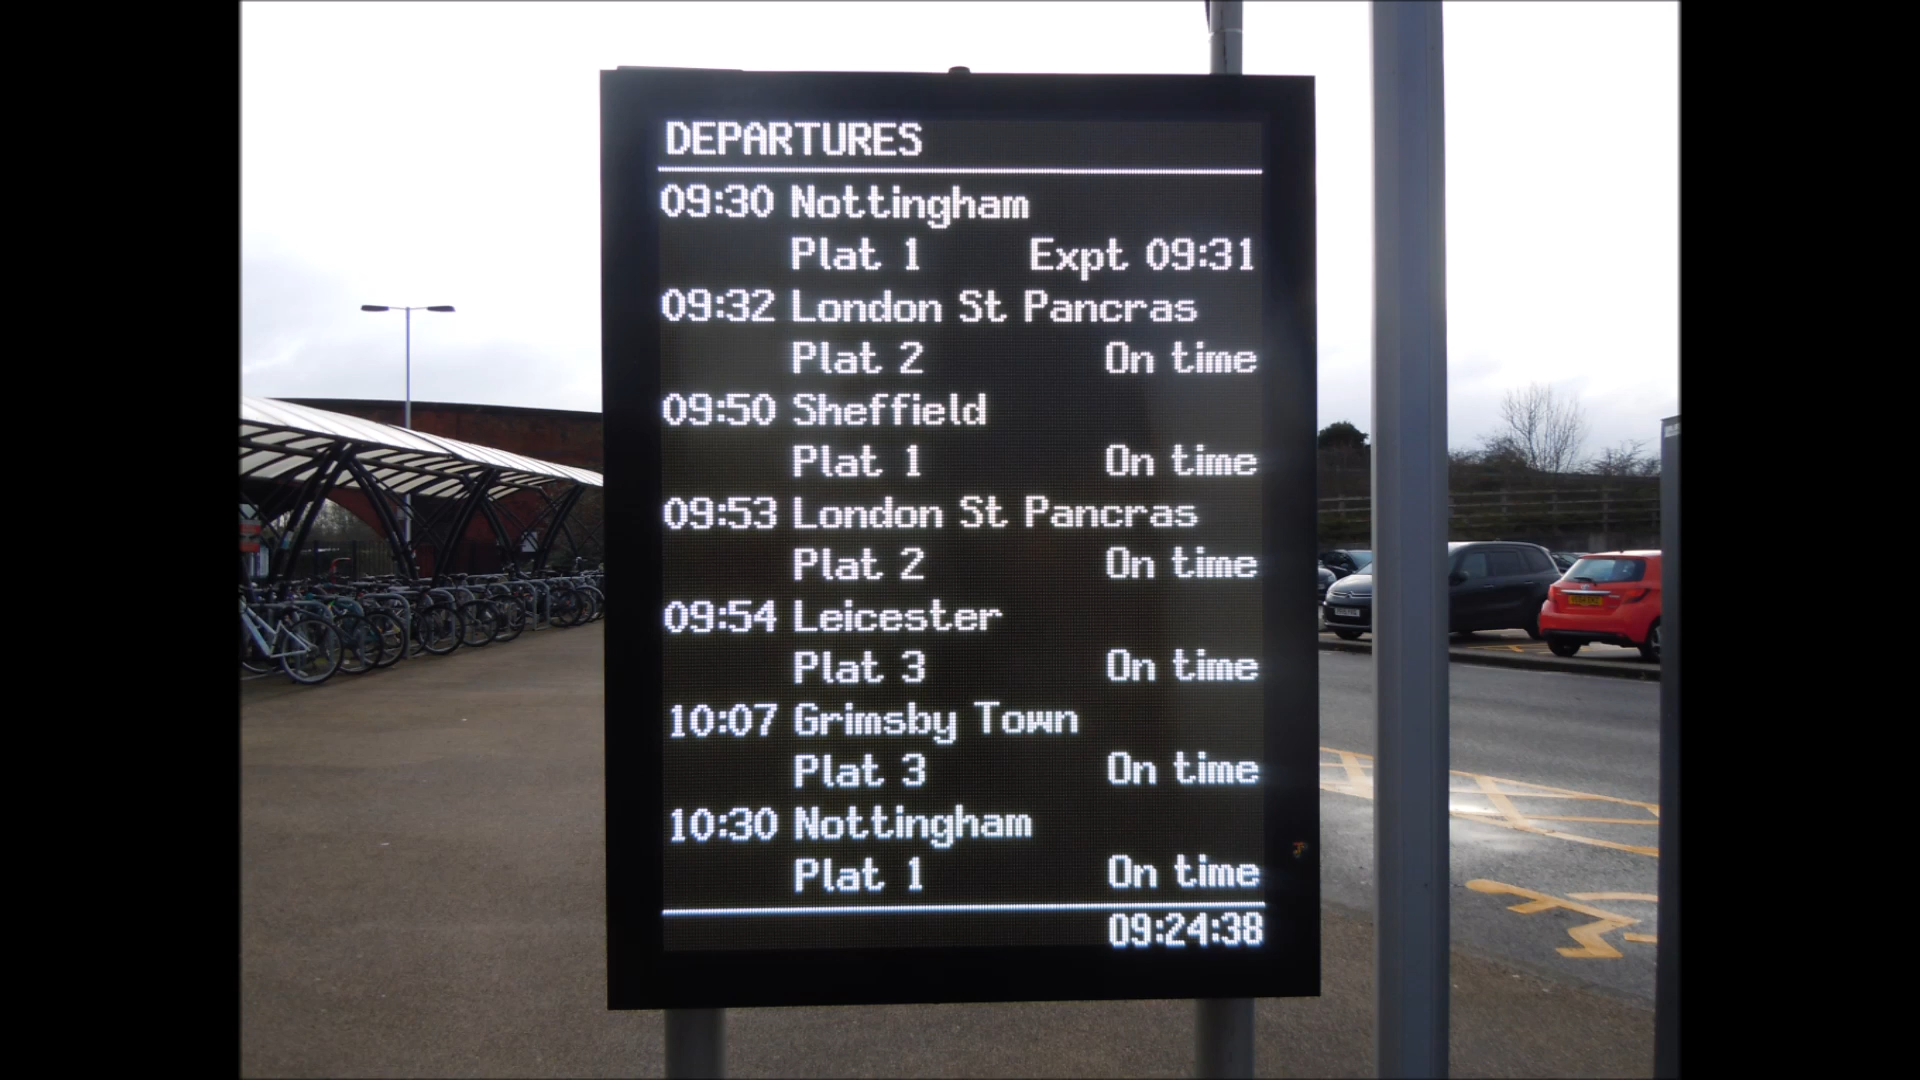 DEPARTURES
09:30 Nottingham
Plat 1 Expt 09:31
09:32 London St Pancras
Plat 2 On time
09:50 Sheffield
Plat 1 On time
09:53 London St Pancras
Plat 2 On time
09:54 Leicester
Plat 3 On time
10:07 Grimsby Town
Plat 3 On time
10:30 Nottingham
Plat 1 On time
09:24:38